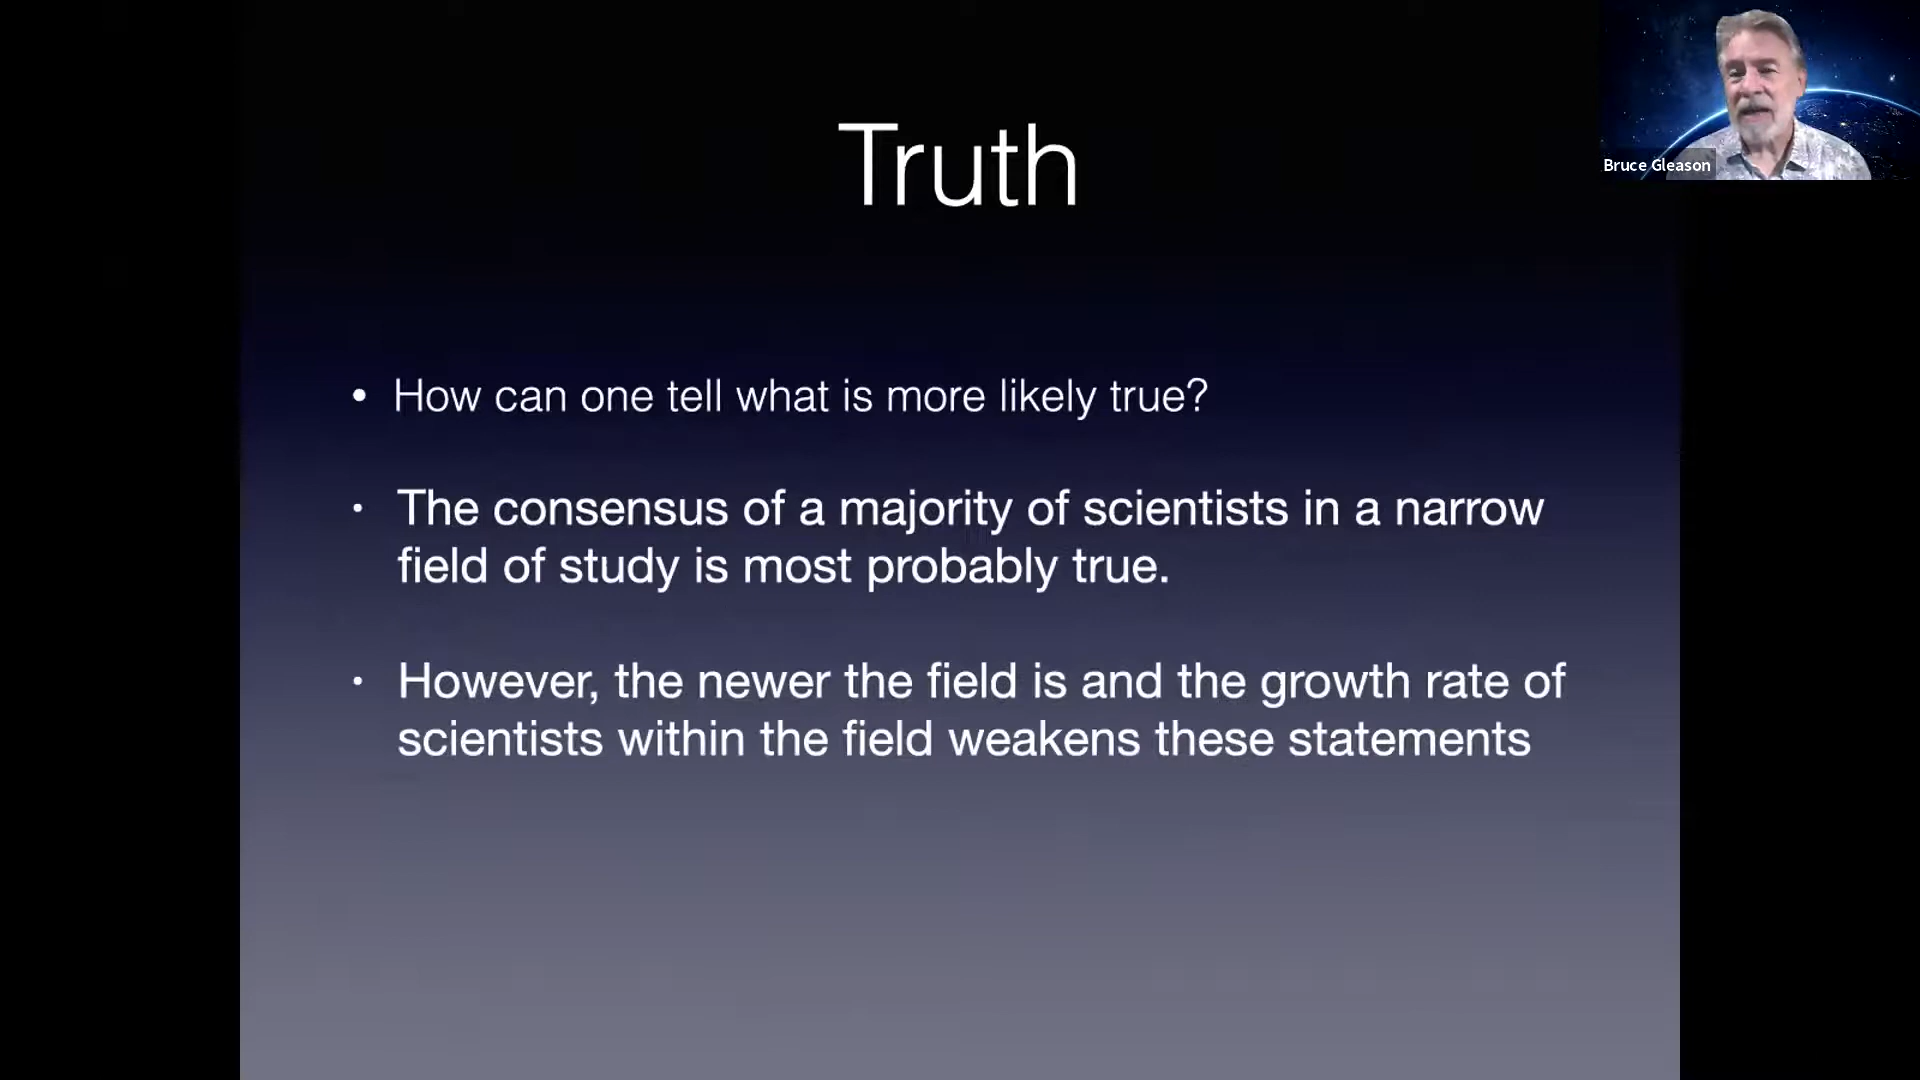 Truth
Bruce Gleason
• How can one tell what is more likely true?
• The consensus of a majority of scientists in a narrow
field of study is most probably true.
• However, the newer the field is and the growth rate of
scientists within the field weakens these statements